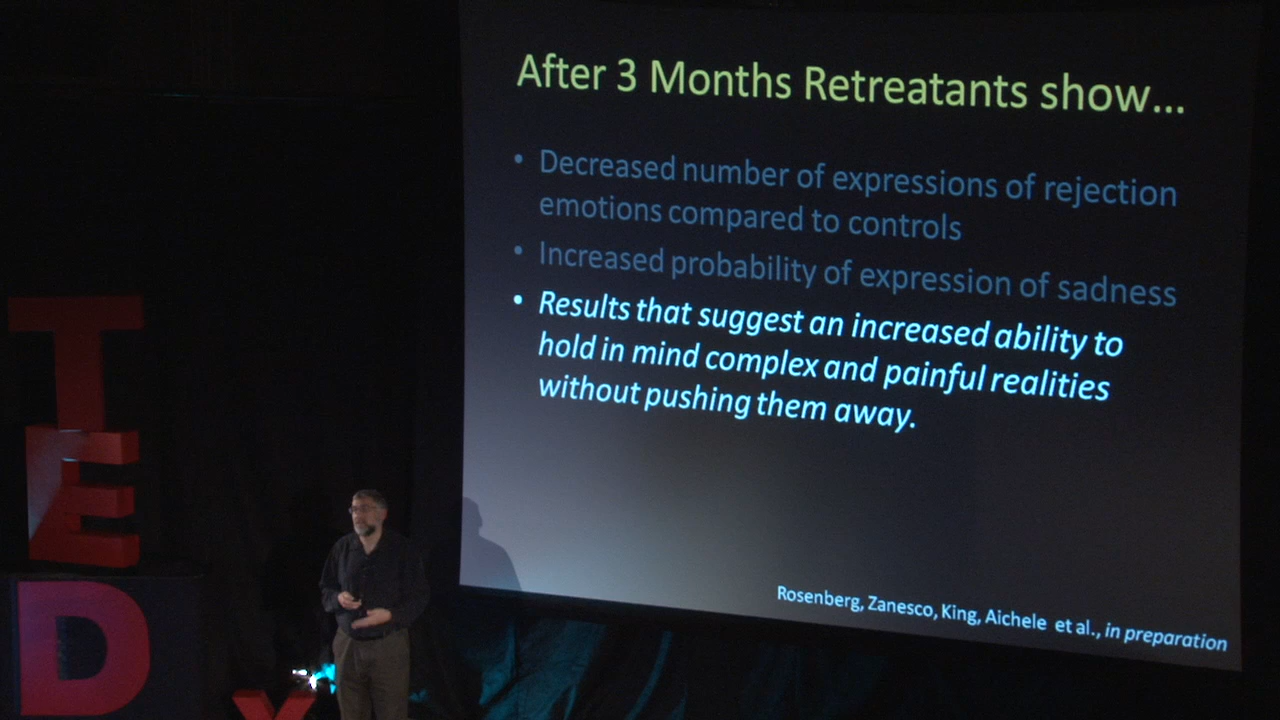 After 3 Months Retreatants show...
• Decreased number of expressions of rejection
emotions compared to controls
• Increased probability of expression of sadness
• Results that suggest an increased ability to
hold in mind complex and painful realities
without pushing them away.
Rosenberg, Zanesco, King, Aichele et al., in preparation
T
E
D
X